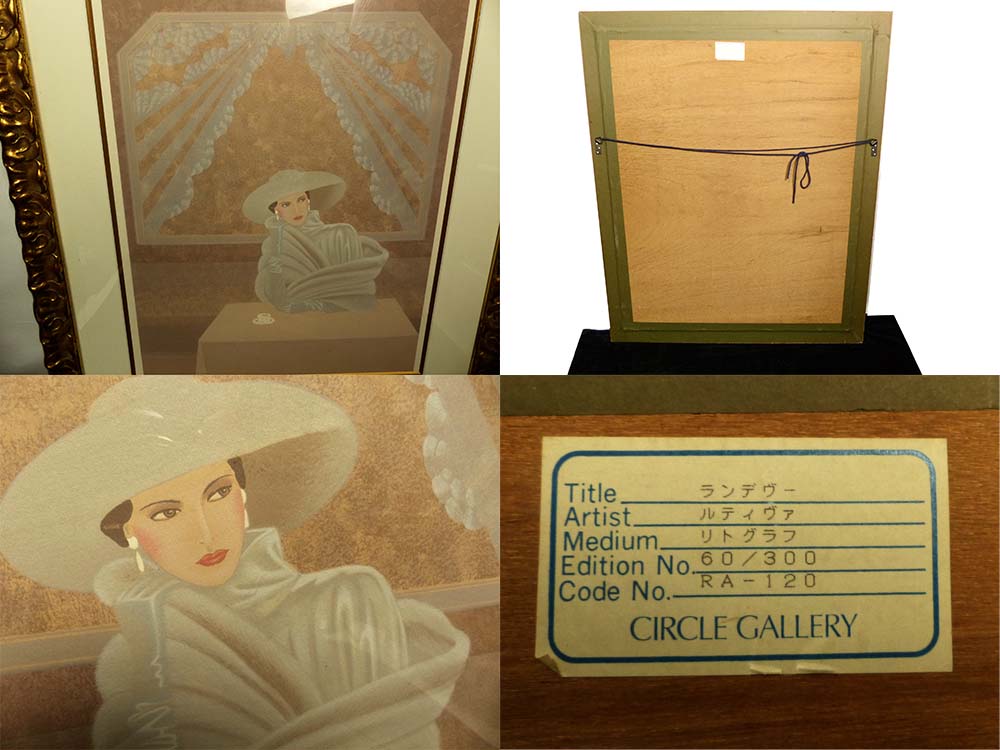 Title ランデヴー
Artist ルティヴァ
Medium リトグラフ
Edition No. 60/300
Code No. RA-120
CIRCLE GALLERY